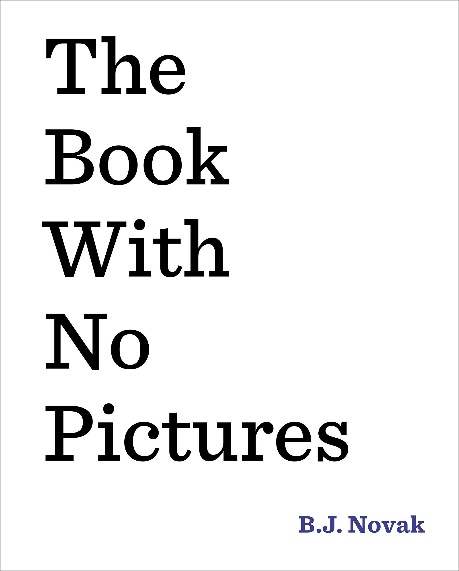 The
Book
With
No
Pictures
B.J. Novak